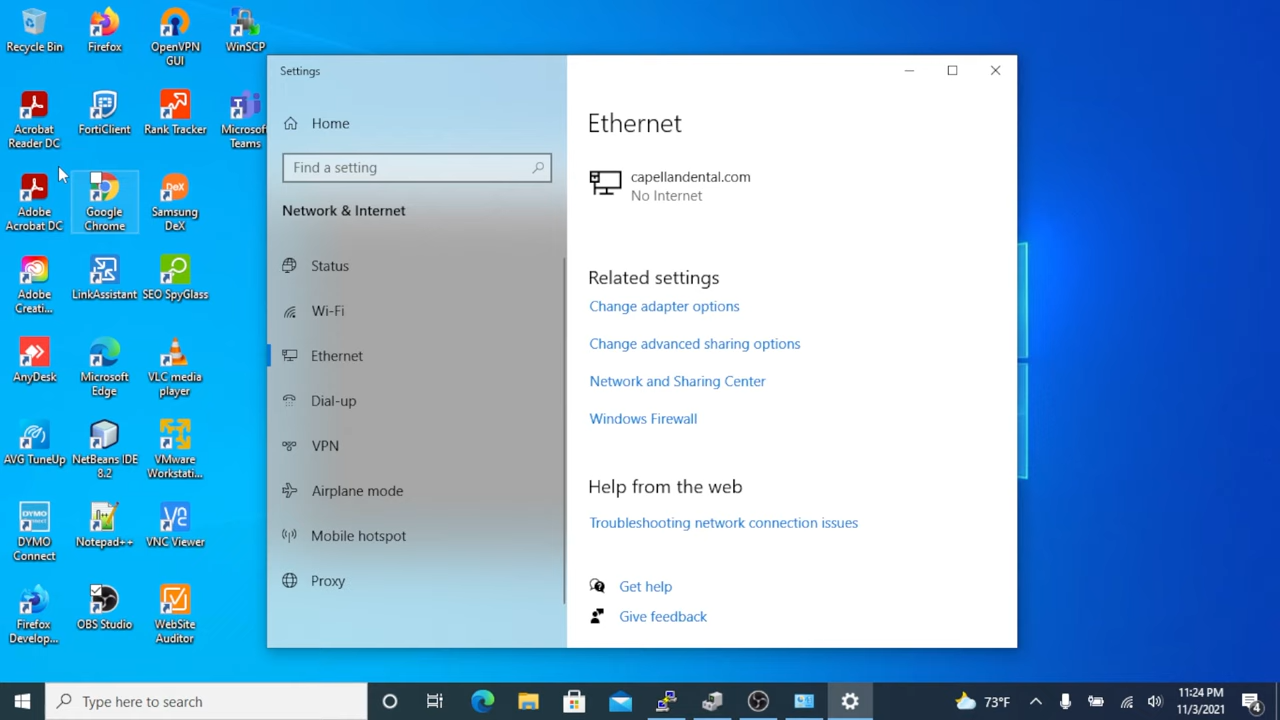 Recycle Bin
Firefox
OpenVPN
GUI
WinSCP
Acrobat
Reader DC
FortiClient
Rank Tracker
Microsoft
Teams
Adobe
Acrobat DC
Google
Chrome
Samsung
DeX
Adobe
Creati...
LinkAssistant
SEO SpyGlass
AnyDesk
Microsoft
Edge
VLC media
player
AVG TuneUp
NetBeans IDE
8.2
VMware
Workstati...
DYMO
Connect
Notepad++
VNC Viewer
Firefox
Develop...
OBS Studio
WebSite
Auditor
Settings
Home
Find a setting
Network & Internet
Status
Wi-Fi
Ethernet
Dial-up
VPN
Airplane mode
Mobile hotspot
Proxy
Ethernet
capellandental.com
No Internet
Related settings
Change adapter options
Change advanced sharing options
Network and Sharing Center
Windows Firewall
Help from the web
Troubleshooting network connection issues
Get help
Give feedback
Type here to search
73°F
11:24 PM
11/3/2021
4